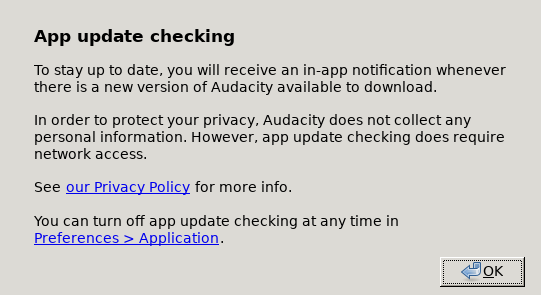 App update checking
To stay up to date, you will receive an in-app notification whenever
there is a new version of Audacity available to download.
In order to protect your privacy, Audacity does not collect any
personal information. However, app update checking does require
network access.
See our Privacy Policy for more info.
You can turn off app update checking at any time in
Preferences > Application.
OK